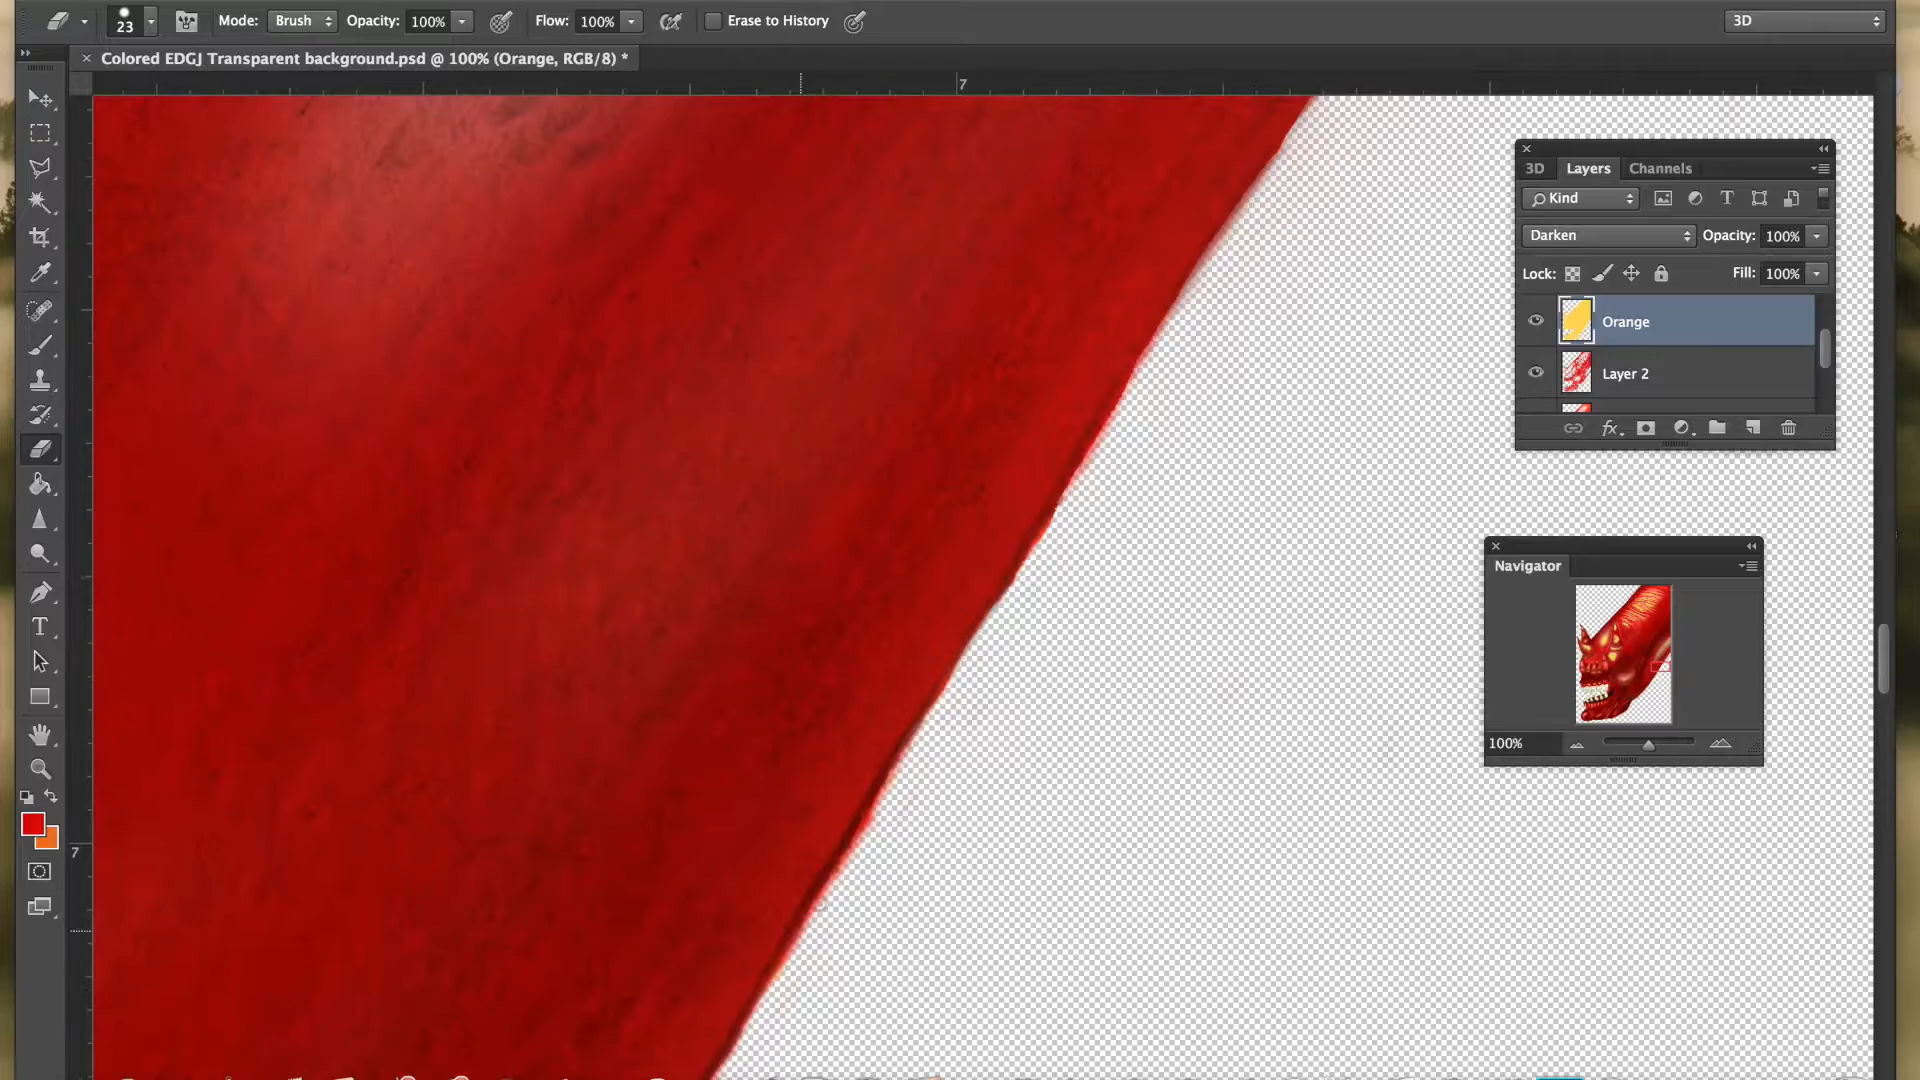 23 Mode: Brush Opacity: 100% Flow: 100% Erase to History 3D
Colored EDGJ Transparent background.psd @ 100% (Orange, RGB/8) *
7
3D Layers Channels
Kind
Darken Opacity: 100%
Lock: Fill: 100%
Orange
Layer 2
fx
Navigator
100%
7